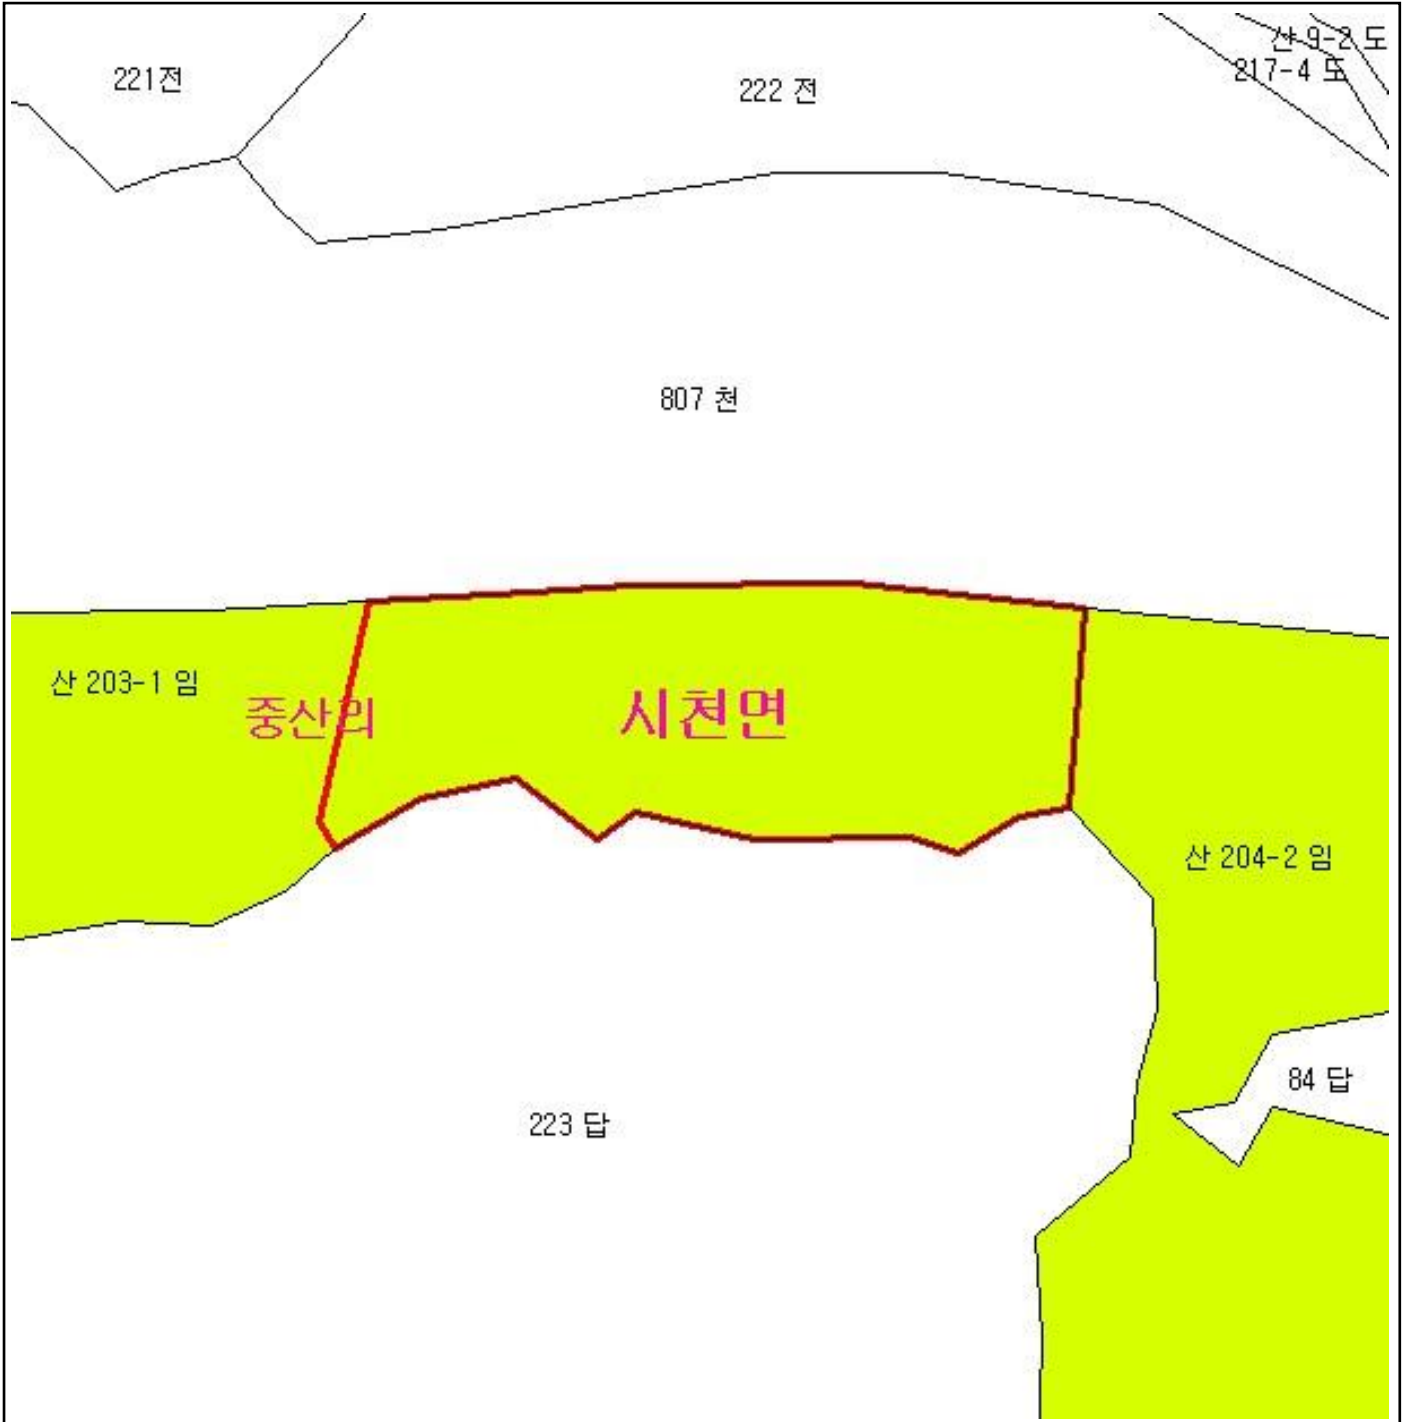 산 9-2 도
217-4 도
221전
222 전
807 천
산 203-1 임
중산리
시천면
산 204-2 임
84 답
223 답